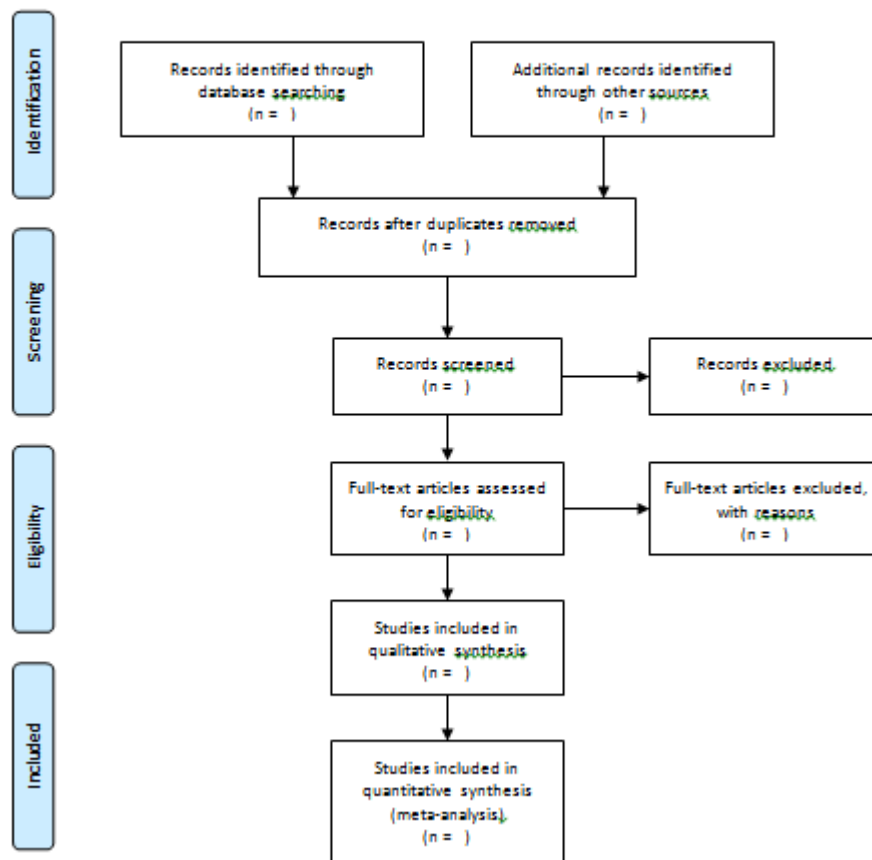 Identification
Records identified through
database searching
(n =   )
Additional records identified
through other sources
(n =   )
Records after duplicates removed
(n =   )
Screening
Records screened
(n =   )
Records excluded
(n =   )
Eligibility
Full-text articles assessed
for eligibility
(n =   )
Full-text articles excluded,
with reasons
(n =   )
Studies included in
qualitative synthesis
(n =   )
Included
Studies included in
quantitative synthesis
(meta-analysis)
(n =   )